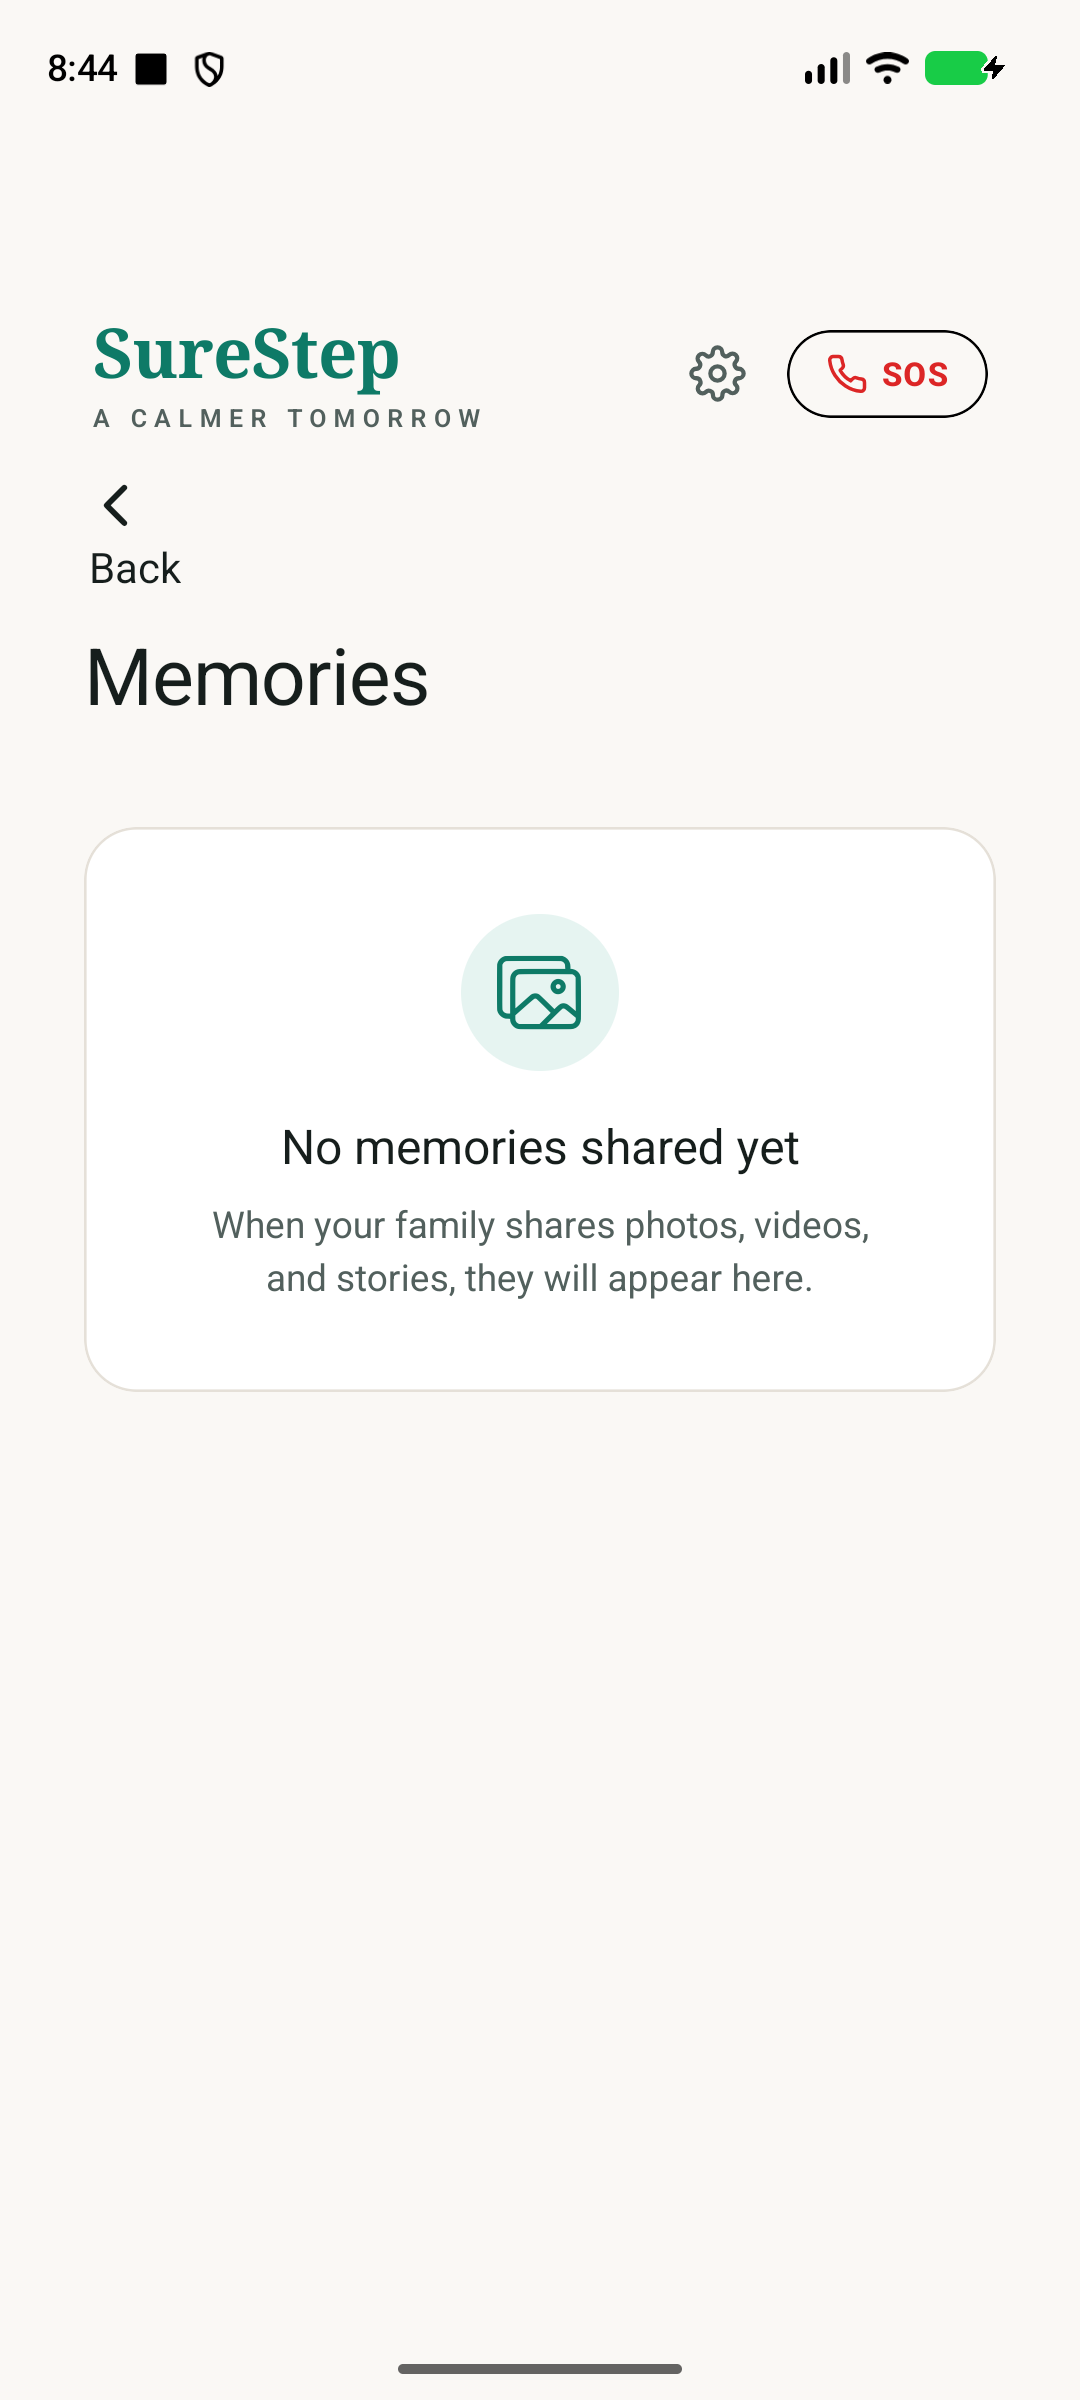 8:44
SureStep
A CALMER TOMORROW
SOS
Back
Memories
No memories shared yet
When your family shares photos, videos,
and stories, they will appear here.